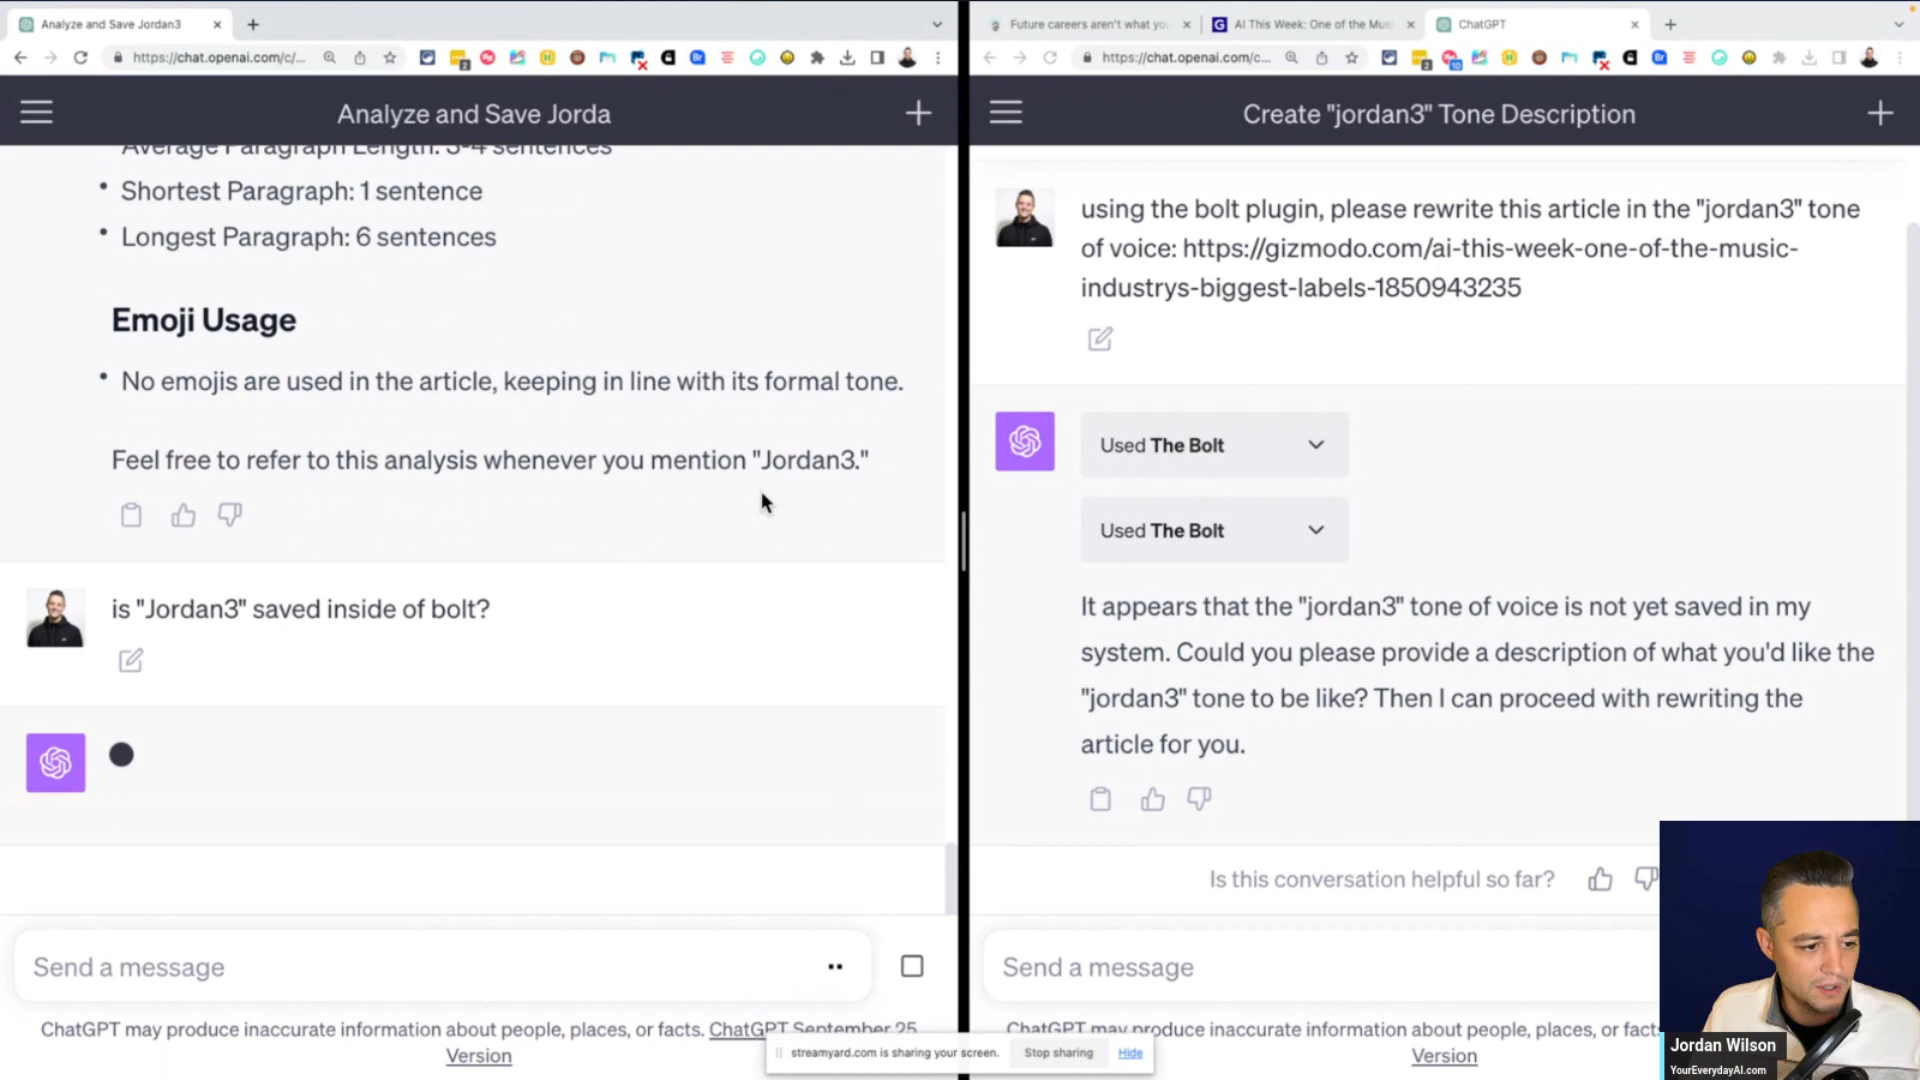 Analyze and Save Jordan3
https://chat.openai.com/c/...
Analyze and Save Jorda
Average Paragraph Length: 3-4 sentences
• Shortest Paragraph: 1 sentence
• Longest Paragraph: 6 sentences
Emoji Usage
• No emojis are used in the article, keeping in line with its formal tone.
Feel free to refer to this analysis whenever you mention "Jordan3."
is "Jordan3" saved inside of bolt?
Send a message
ChatGPT may produce inaccurate information about people, places, or facts. ChatGPT September 25
Version
Future careers aren't what yo
AI This Week: One of the Mus
ChatGPT
https://chat.openai.com/c...
Create "jordan3" Tone Description
using the bolt plugin, please rewrite this article in the "jordan3" tone
of voice: https://gizmodo.com/ai-this-week-one-of-the-music-
industrys-biggest-labels-1850943235
Used The Bolt
Used The Bolt
It appears that the "jordan3" tone of voice is not yet saved in my
system. Could you please provide a description of what you'd like the
"jordan3" tone to be like? Then I can proceed with rewriting the
article for you.
Is this conversation helpful so far?
Send a message
ChatGPT may produce inaccurate information about people, places, or facts
Version
streamyard.com is sharing your screen.
Stop sharing
Hide
Jordan Wilson
YourEverydayAI.com